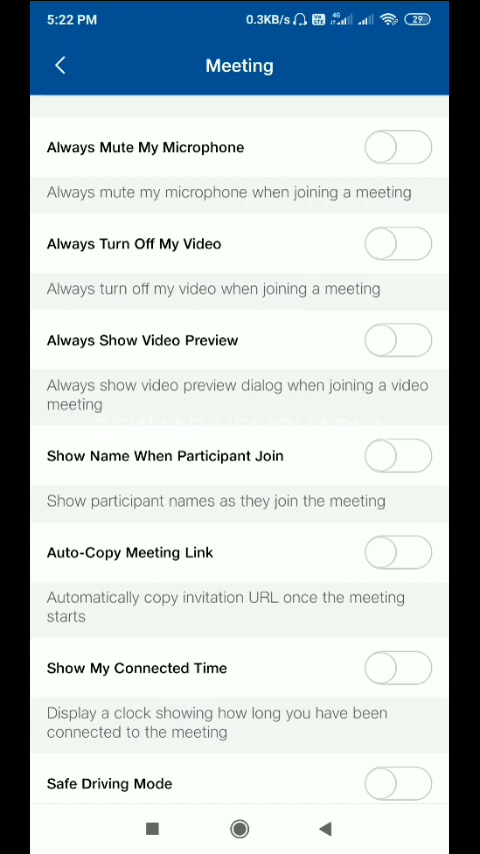 5:22 PM 0.3KB/s 4G 29
Meeting
Always Mute My Microphone
Always mute my microphone when joining a meeting
Always Turn Off My Video
Always turn off my video when joining a meeting
Always Show Video Preview
Always show video preview dialog when joining a video
meeting
Show Name When Participant Join
Show participant names as they join the meeting
Auto-Copy Meeting Link
Automatically copy invitation URL once the meeting
starts
Show My Connected Time
Display a clock showing how long you have been
connected to the meeting
Safe Driving Mode